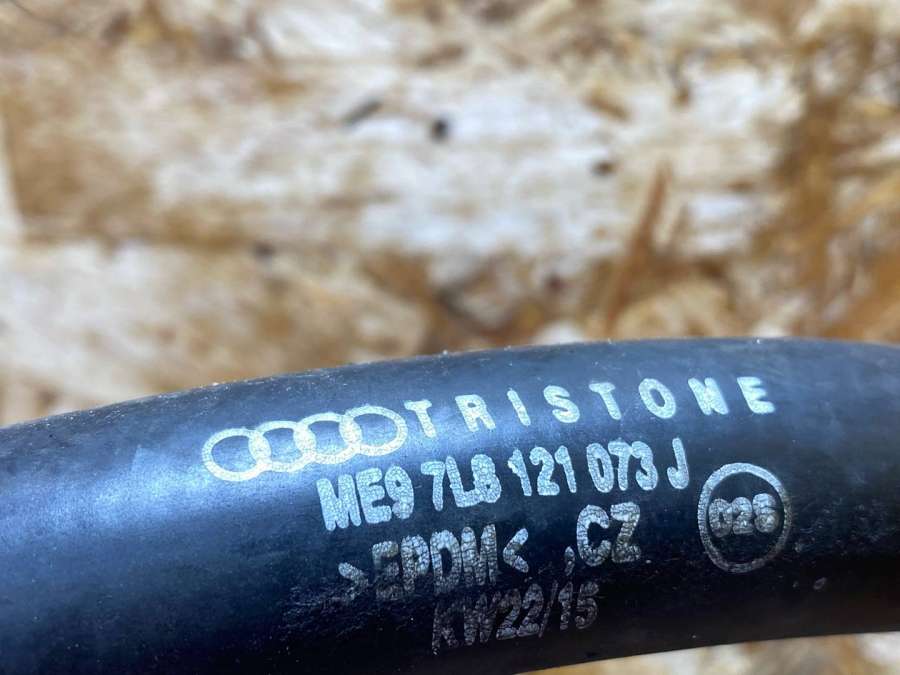 TRISTONE
ME9 7L8 121 073 J
>EPDM< ,CZ
026
KW22/15